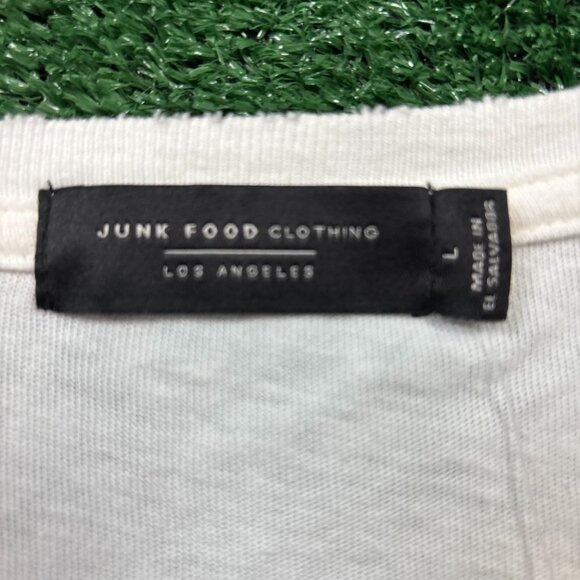 JUNK FOOD CLOTHING
LOS ANGELES
L
MADE IN
EL SALVADOR